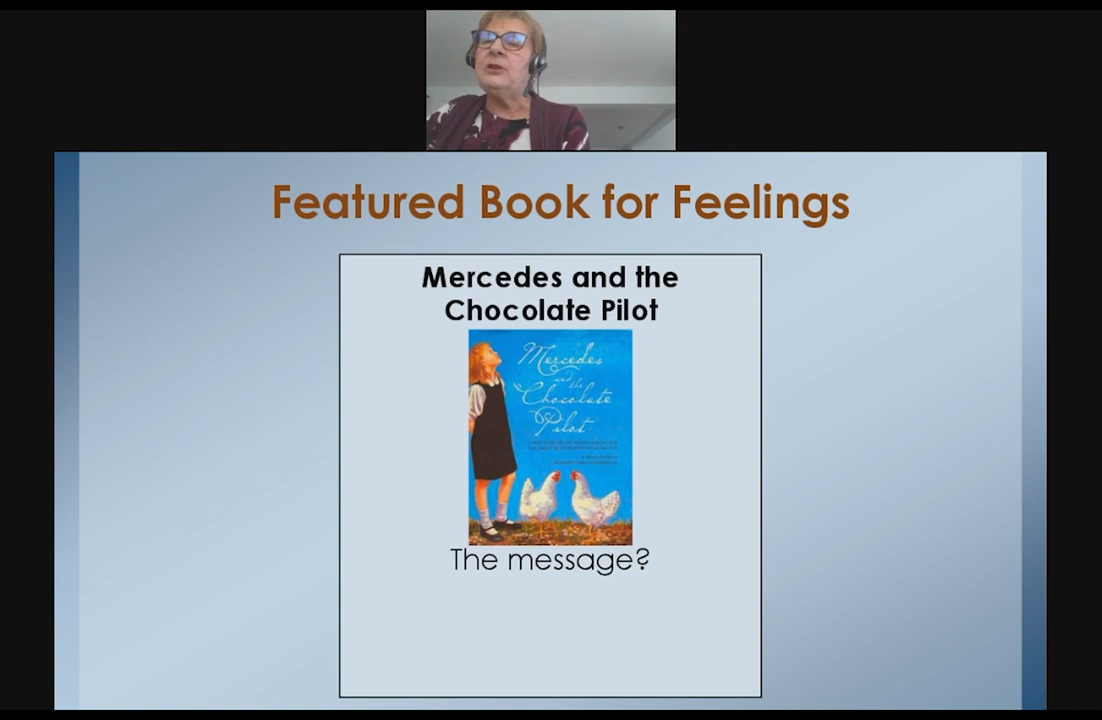 Featured Book for Feelings
Mercedes and the
Chocolate Pilot
Mercedes
and the
Chocolate
Pilot
The message?